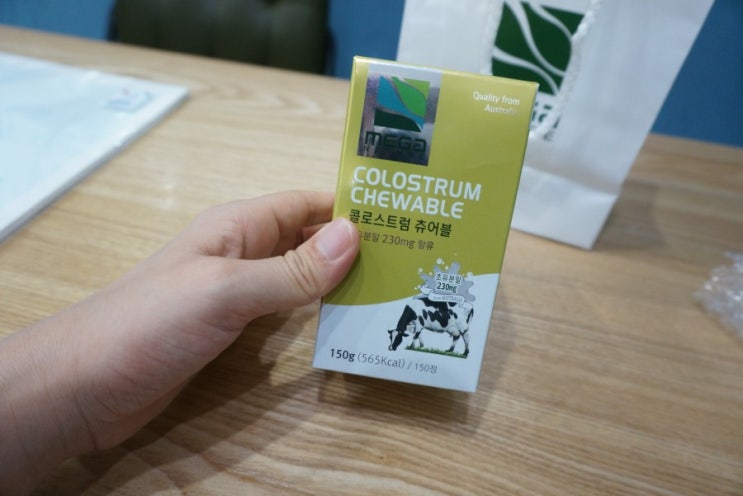 Quality from
Australia
MEGA
COLOSTRUM
CHEWABLE
콜로스트럼 츄어블
분말 230mg 함유
초유분말
230mg
150g (565Kcal) / 150정